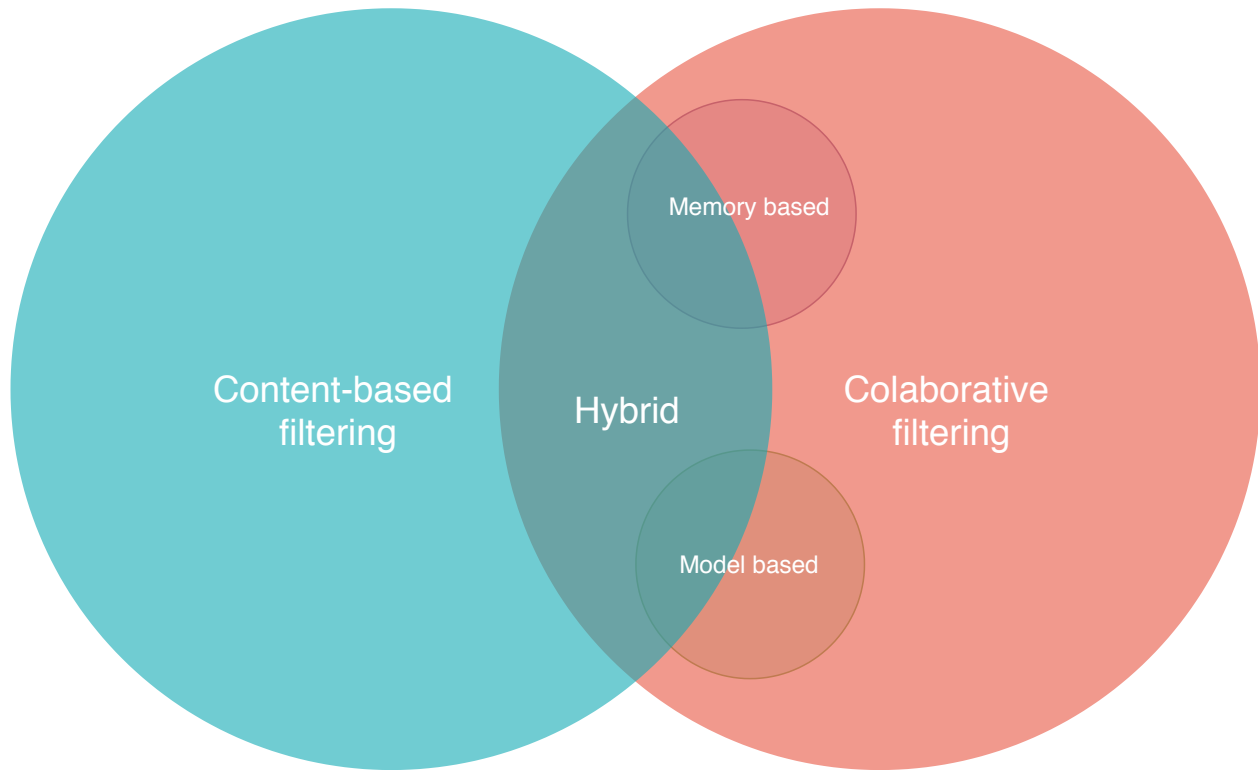 Memory based
Content-based
filtering
Hybrid
Colaborative
filtering
Model based